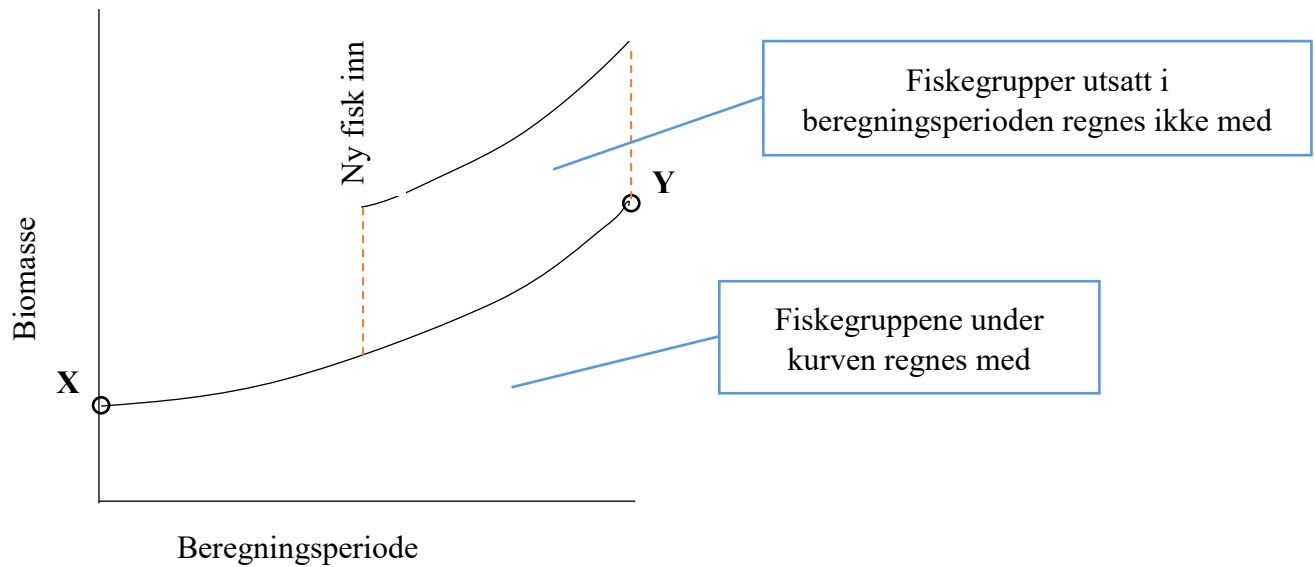 Ny fisk inn
Fiskegrupper utsatt i
beregningsperioden regnes ikke med
Y
Biomasse
Fiskegruppene under
kurven regnes med
X
Beregningsperiode